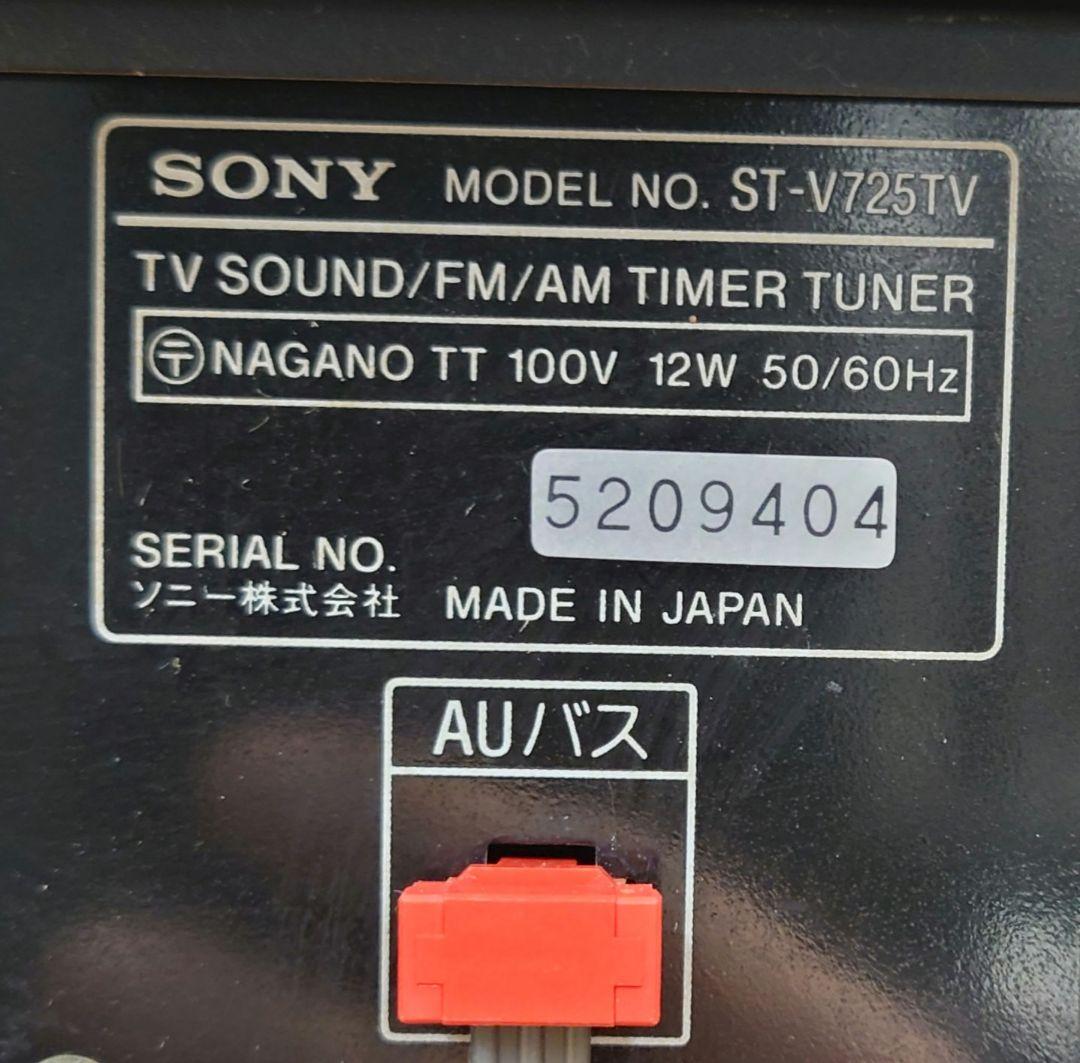 SONY MODEL NO. ST-V725TV
TV SOUND/FM/AM TIMER TUNER
〶NAGANO TT 100V 12W 50/60Hz
5209404
SERIAL NO.
ソニー株式会社 MADE IN JAPAN
AUバス